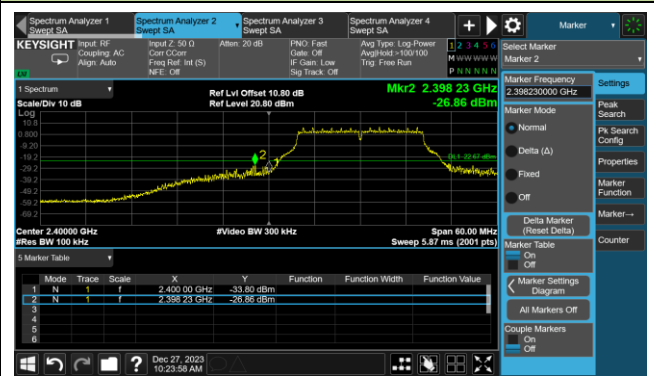 Spectrum Analyzer 1
Swept SA
Spectrum Analyzer 2
Swept SA
Spectrum Analyzer 3
Swept SA
Spectrum Analyzer 4
Swept SA
Marker
KEYSIGHT
Input: RF
Coupling: AC
Align: Auto
Input Z: 50 Ω
Corr CCorr
Freq Ref: Int (S)
NFE: Off
Atten: 20 dB
PNO: Fast
Gate: Off
IF Gain: Low
Sig Track: Off
Avg Type: Log-Power
Avg|Hold:>100/100
Trig: Free Run
1 2 3 4 5 6
M W W W W W
P N N N N N
Select Marker
Marker 2
1 Spectrum
Scale/Div 10 dB
Ref Lvl Offset 10.80 dB
Ref Level 20.80 dBm
Mkr2 2.398 23 GHz
-26.86 dBm
Log
10.8
0.800
-9.20
-19.2
-29.2
-39.2
-49.2
-59.2
-69.2
2
1
DL1 -22.67 dBm
Center 2.40000 GHz
#Res BW 100 kHz
#Video BW 300 kHz
Span 60.00 MHz
Sweep 5.87 ms (2001 pts)
5 Marker Table
Mode Trace Scale X Y Function Function Width Function Value
1 N 1 f 2.400 00 GHz -33.80 dBm
2 N 1 f 2.398 23 GHz -26.86 dBm
3
4
5
6
Marker Frequency
2.398230000 GHz
Marker Mode
Normal
Delta (Δ)
Fixed
Off
Delta Marker
(Reset Delta)
Marker Table
On
Off
Marker Settings
Diagram
All Markers Off
Couple Markers
On
Off
Settings
Peak
Search
Pk Search
Config
Properties
Marker
Function
Marker→
Counter
Dec 27, 2023
10:23:58 AM